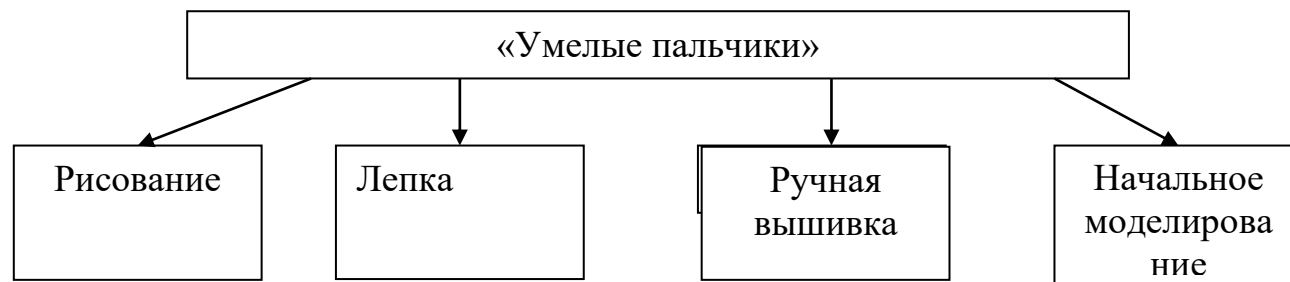 «Умелые пальчики»
Рисование
Лепка
Ручная
вышивка
Начальное
моделирова
ние